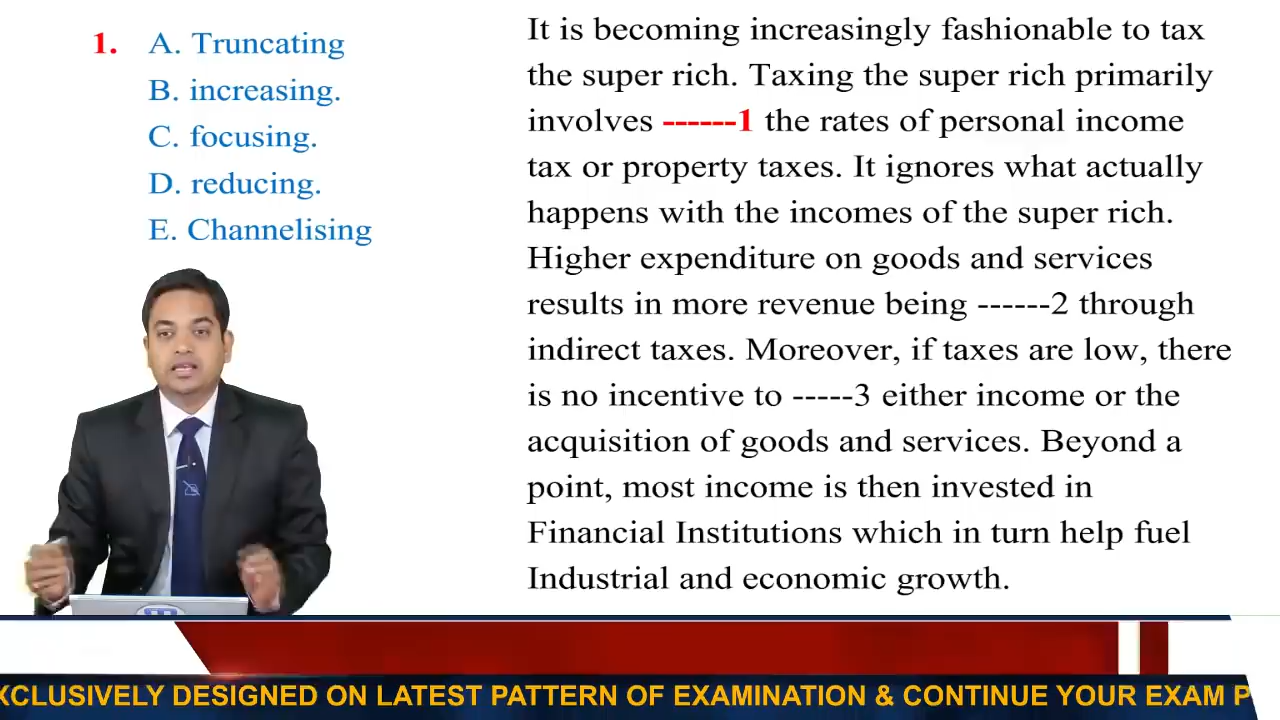 1. A. Truncating
B. increasing.
C. focusing.
D. reducing.
E. Channelising
It is becoming increasingly fashionable to tax
the super rich. Taxing the super rich primarily
involves ------1 the rates of personal income
tax or property taxes. It ignores what actually
happens with the incomes of the super rich.
Higher expenditure on goods and services
results in more revenue being ------2 through
indirect taxes. Moreover, if taxes are low, there
is no incentive to -----3 either income or the
acquisition of goods and services. Beyond a
point, most income is then invested in
Financial Institutions which in turn help fuel
Industrial and economic growth.
XCLUSIVELY DESIGNED ON LATEST PATTERN OF EXAMINATION & CONTINUE YOUR EXAM P